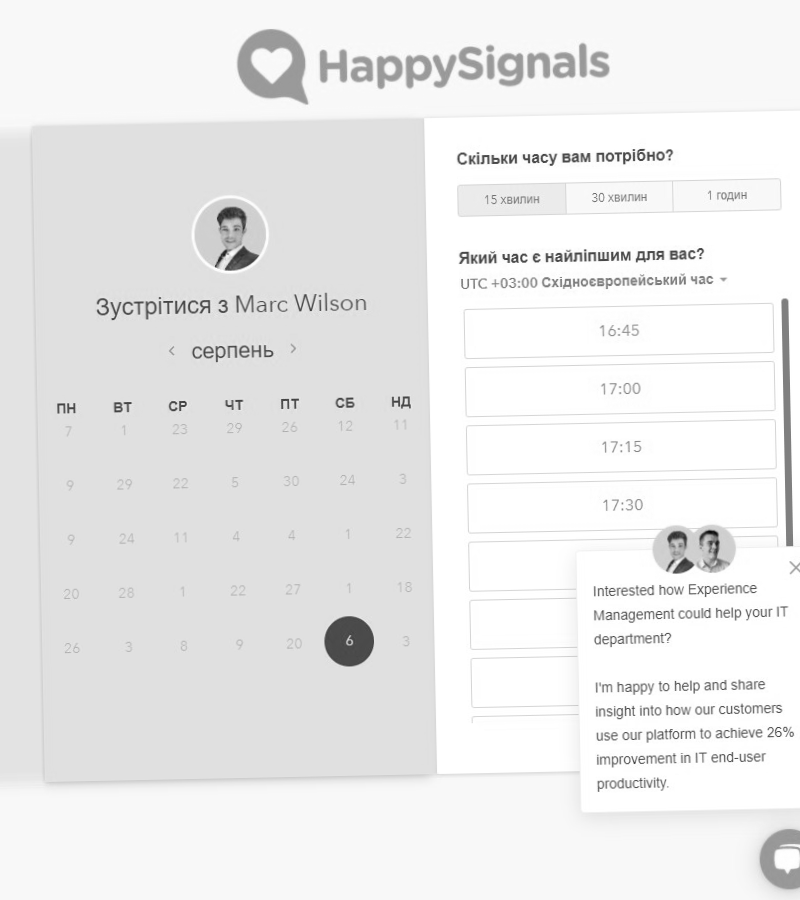 HappySignals
Зустрітися з Marc Wilson
серпень
ПН ВТ СР ЧТ ПТ СБ НД
7 1 23 29 26 12 11
9 29 22 5 30 24 3
9 24 11 4 4 1 22
20 28 1 22 27 1 18
26 3 8 9 20 6 3
Скільки часу вам потрібно?
15 хвилин 30 хвилин 1 годин
Який час є найліпшим для вас?
UTC +03:00 Східноєвропейський час
16:45
17:00
17:15
17:30
Interested how Experience
Management could help your IT
department?
I'm happy to help and share
insight into how our customers
use our platform to achieve 26%
improvement in IT end-user
productivity.